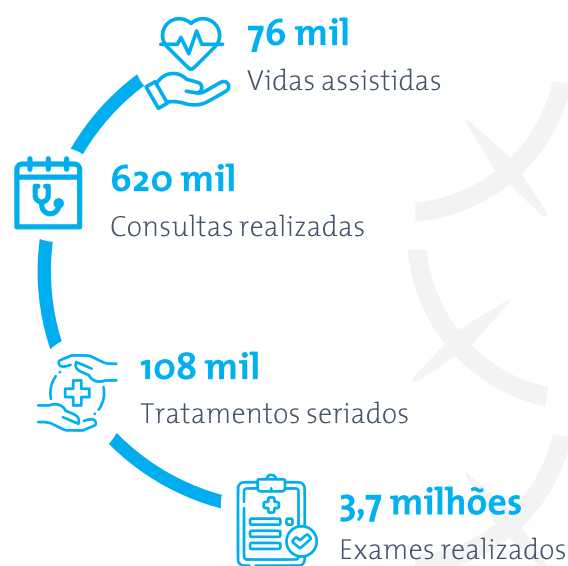 76 mil
Vidas assistidas
620 mil
Consultas realizadas
108 mil
Tratamentos seriados
3,7 milhões
Exames realizados